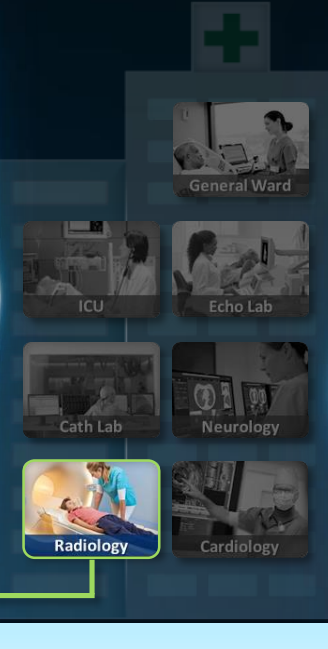 General Ward
ICU
Echo Lab
Cath Lab
Neurology
Radiology
Cardiology